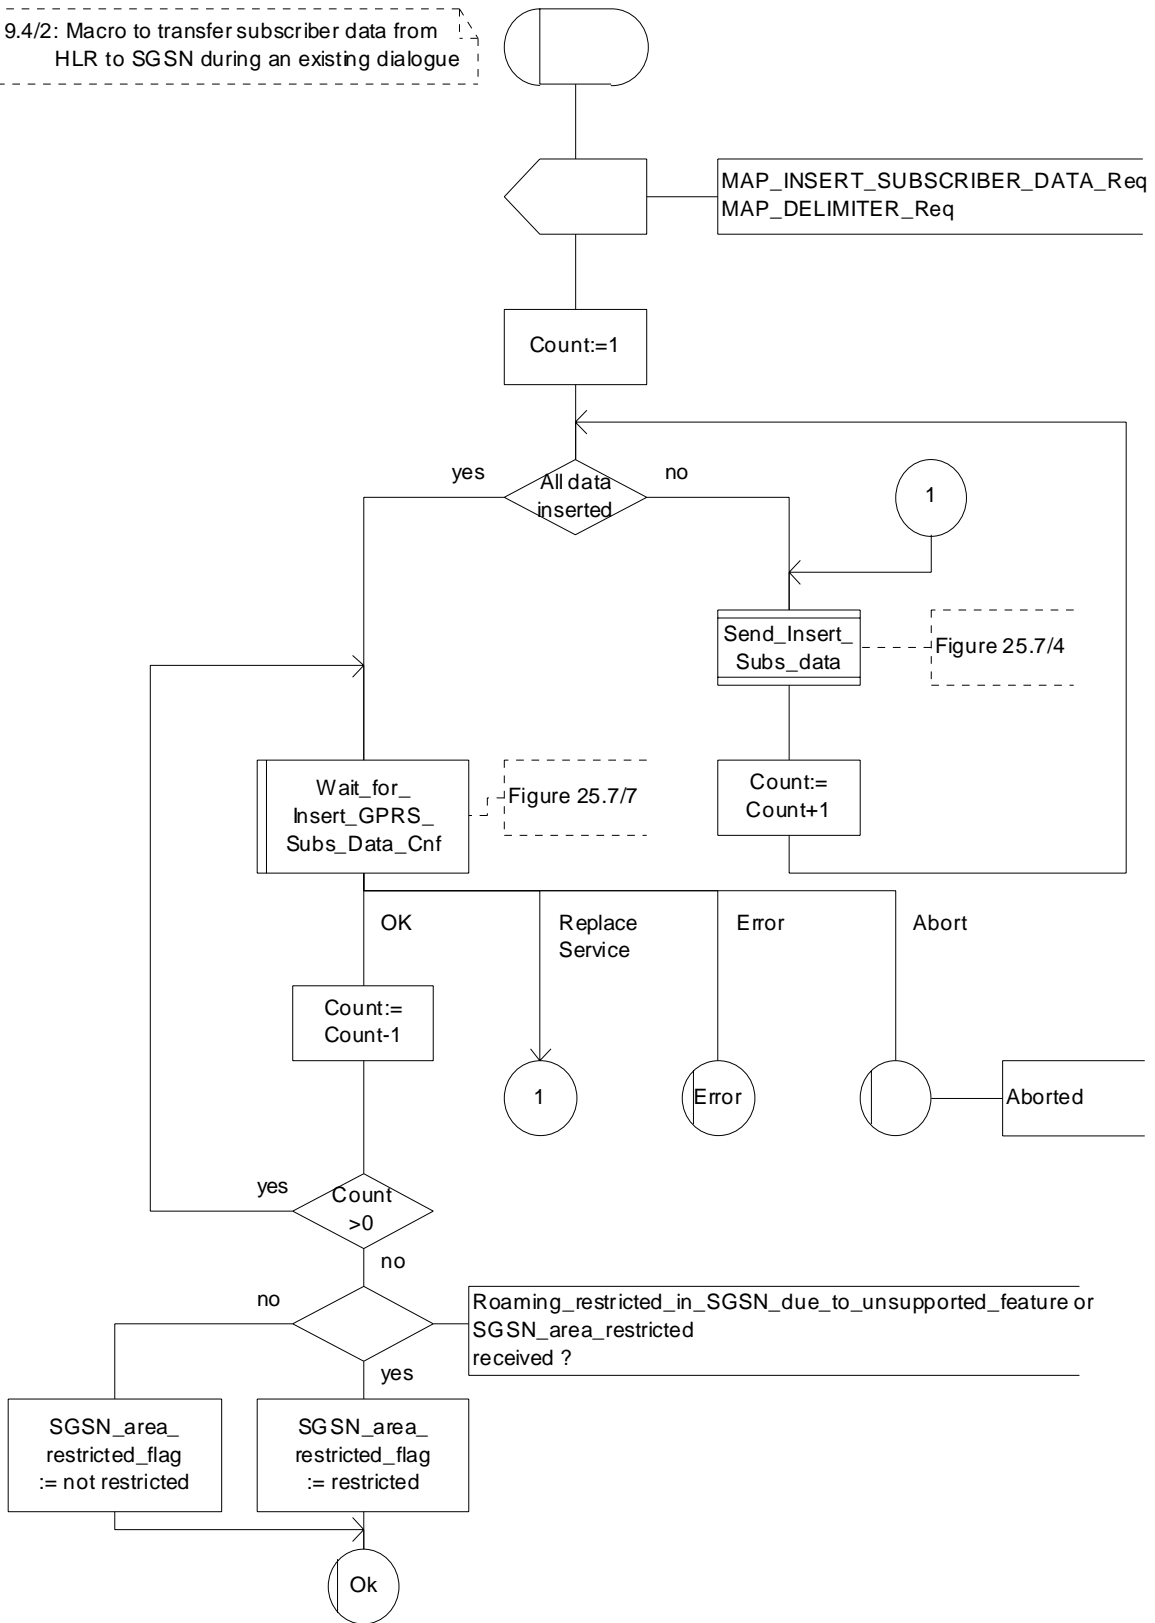 9.4/2: Macro to transfer subscriber data from
HLR to SGSN during an existing dialogue
MAP_INSERT_SUBSCRIBER_DATA_Req
MAP_DELIMITER_Req
Count:=1
yes
All data
inserted
no
1
Send_Insert_
Subs_data
Figure 25.7/4
Wait_for_
Insert_GPRS_
Subs_Data_Cnf
Figure 25.7/7
Count:=
Count+1
OK
Replace
Service
Error
Abort
Count:=
Count-1
1
Error
Aborted
yes
Count
>0
no
no
Roaming_restricted_in_SGSN_due_to_unsupported_feature or
SGSN_area_restricted
received ?
yes
SGSN_area_
restricted_flag
:= not restricted
SGSN_area_
restricted_flag
:= restricted
Ok